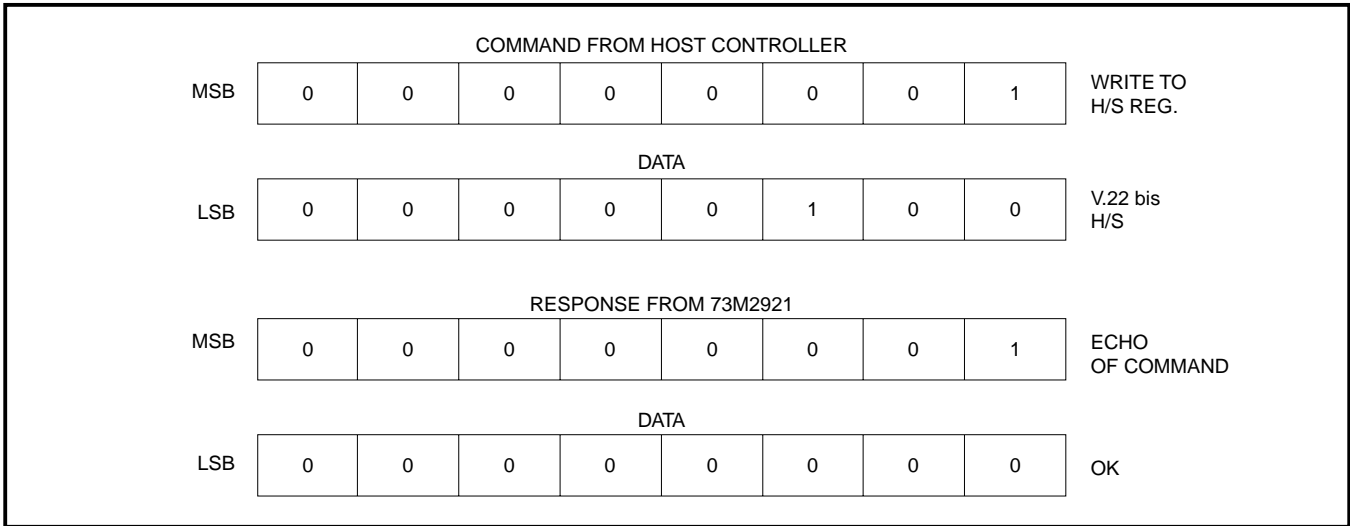 COMMAND FROM HOST CONTROLLER
MSB 0 0 0 0 0 0 0 1 WRITE TO
H/S REG.
DATA
LSB 0 0 0 0 0 1 0 0 V.22 bis
H/S
RESPONSE FROM 73M2921
MSB 0 0 0 0 0 0 0 1 ECHO
OF COMMAND
DATA
LSB 0 0 0 0 0 0 0 0 OK